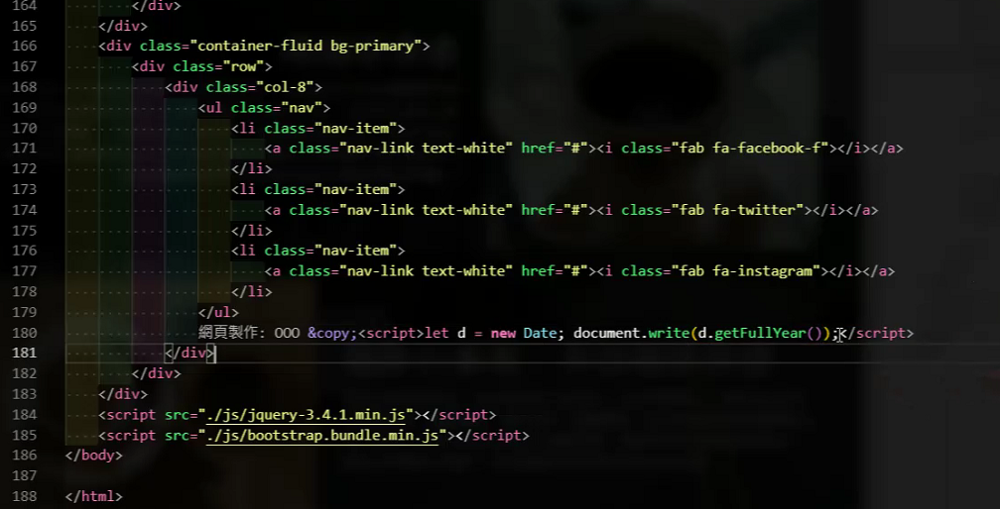 164 </div>
165 </div>
166 <div class="container-fluid bg-primary">
167 <div class="row">
168 <div class="col-8">
169 <ul class="nav">
170 <li class="nav-item">
171 <a class="nav-link text-white" href="#"><i class="fab fa-facebook-f"></i></a>
172 </li>
173 <li class="nav-item">
174 <a class="nav-link text-white" href="#"><i class="fab fa-twitter"></i></a>
175 </li>
176 <li class="nav-item">
177 <a class="nav-link text-white" href="#"><i class="fab fa-instagram"></i></a>
178 </li>
179 </ul>
180 網頁製作: OOO &copy;<script>let d = new Date; document.write(d.getFullYear());</script>
181 </div>
182 </div>
183 </div>
184 <script src="./js/jquery-3.4.1.min.js"></script>
185 <script src="./js/bootstrap.bundle.min.js"></script>
186 </body>
187
188 </html>